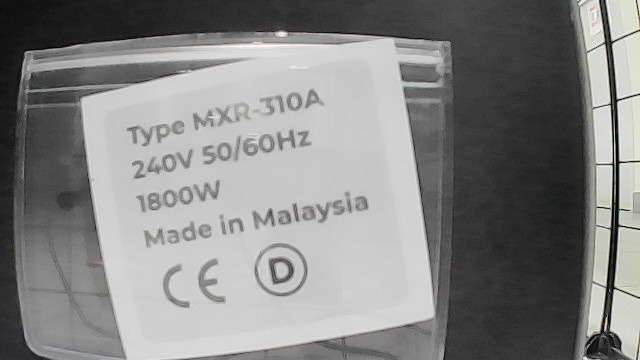 Type MXR-310A
240V 50/60Hz
1800W
Made in Malaysia
CE D